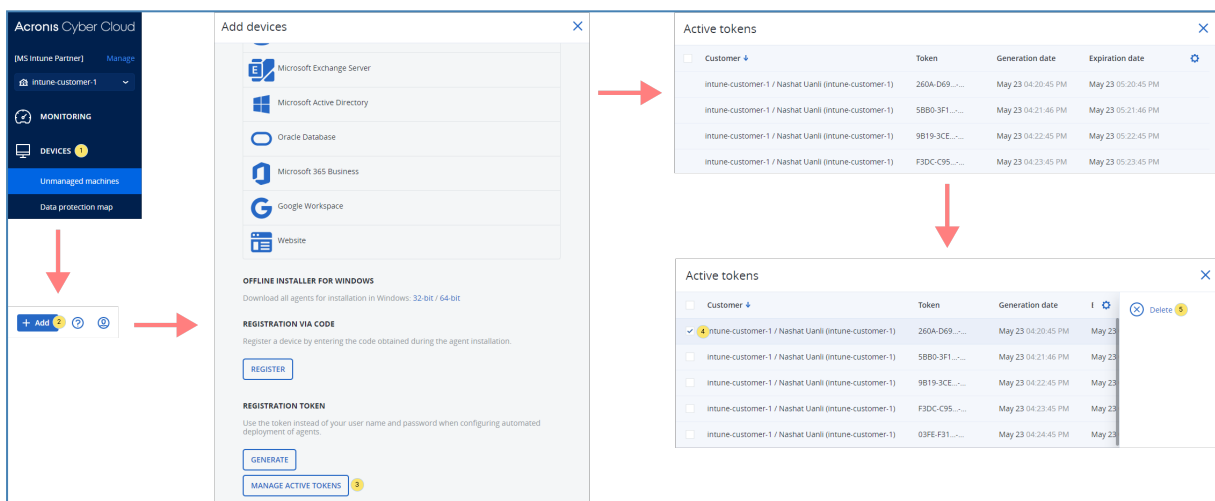 Acronis Cyber Cloud
[MS Intune Partner] Manage
intune-customer-1
MONITORING
DEVICES 1
Unmanaged machines
Data protection map
+ Add 2
Add devices
Microsoft Exchange Server
Microsoft Active Directory
Oracle Database
Microsoft 365 Business
Google Workspace
Website
OFFLINE INSTALLER FOR WINDOWS
Download all agents for installation in Windows: 32-bit / 64-bit
REGISTRATION VIA CODE
Register a device by entering the code obtained during the agent installation.
REGISTER
REGISTRATION TOKEN
Use the token instead of your user name and password when configuring automated
deployment of agents.
GENERATE
MANAGE ACTIVE TOKENS 3
Active tokens
Customer Token Generation date Expiration date
intune-customer-1 / Nashat Uanli (intune-customer-1) 260A-D69...-... May 23 04:20:45 PM May 23 05:20:45 PM
intune-customer-1 / Nashat Uanli (intune-customer-1) 5BB0-3F1...-... May 23 04:21:46 PM May 23 05:21:46 PM
intune-customer-1 / Nashat Uanli (intune-customer-1) 9B19-3CE...-... May 23 04:22:45 PM May 23 05:22:45 PM
intune-customer-1 / Nashat Uanli (intune-customer-1) F3DC-C95...-... May 23 04:23:45 PM May 23 05:23:45 PM
Active tokens
Customer Token Generation date E
Delete 5
4 intune-customer-1 / Nashat Uanli (intune-customer-1) 260A-D69...-... May 23 04:20:45 PM May 23
intune-customer-1 / Nashat Uanli (intune-customer-1) 5BB0-3F1...-... May 23 04:21:46 PM May 23
intune-customer-1 / Nashat Uanli (intune-customer-1) 9B19-3CE...-... May 23 04:22:45 PM May 23
intune-customer-1 / Nashat Uanli (intune-customer-1) F3DC-C95...-... May 23 04:23:45 PM May 23
intune-customer-1 / Nashat Uanli (intune-customer-1) 03FE-F31...-... May 23 04:24:45 PM May 23